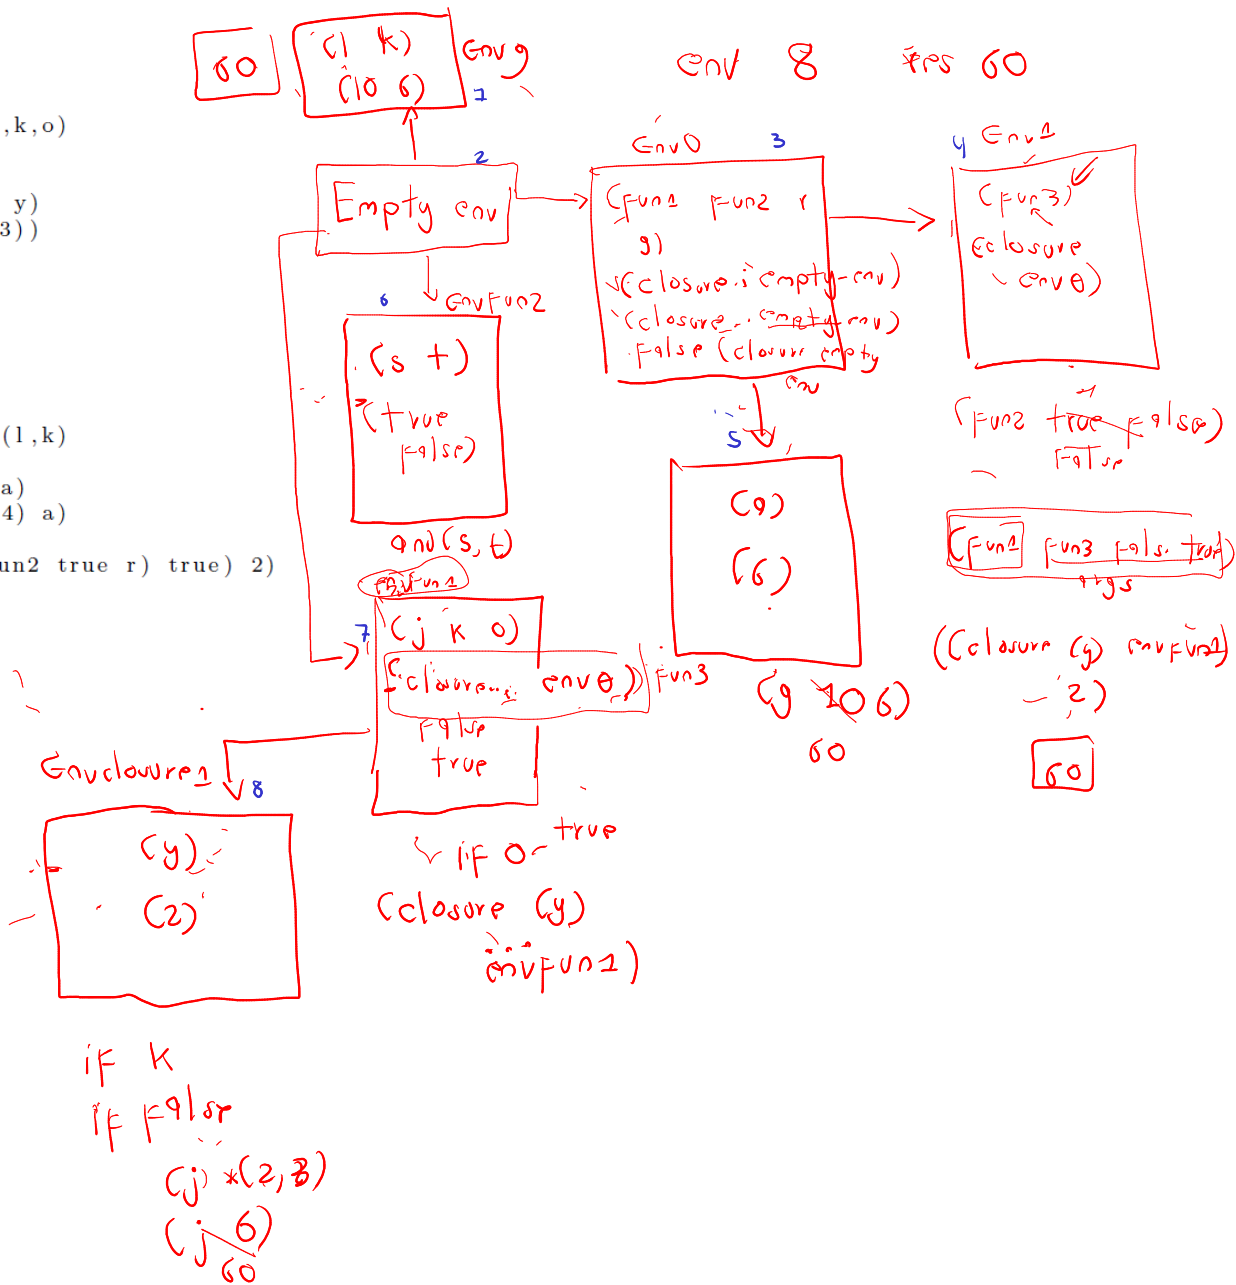 ,k,o)
y)
3))
(l,k)
a)
4) a)
un2 true r) true) 2)
60
(l k)
(10 6)
Env g
1
env 8 res 60
2
Empty env
Env0
3
(Fun1 Fun2 r
g)
(closure.; empty-env)
(closure... empty-env)
False (closure empty
env
4
Env1
(Fun3)
(closure
env0)
6
EnvFun2
(s t)
(true
False)
and(s,t)
5
(a)
(6)
(g 10 6)
60
(Fun2 true False)
False
(Fun1 Fun3 False true)
args
((closure (y) envFun1)
2)
60
envFun1
7
(j k o)
(closure... env0))
Fun3
False
true
if o
true
(closure (y)
envFun1)
Envclosure1
8
(y)
(2)
if k
if False
(j *(2,3)
(j 6)
60